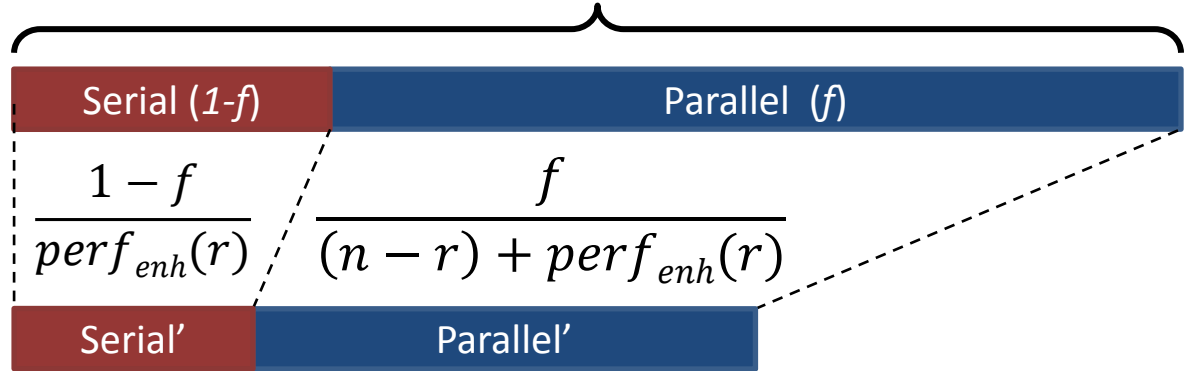 Serial (1-f) Parallel (f)
1 − f
perf_enh(r)
f
(n − r) + perf_enh(r)
Serial’ Parallel’